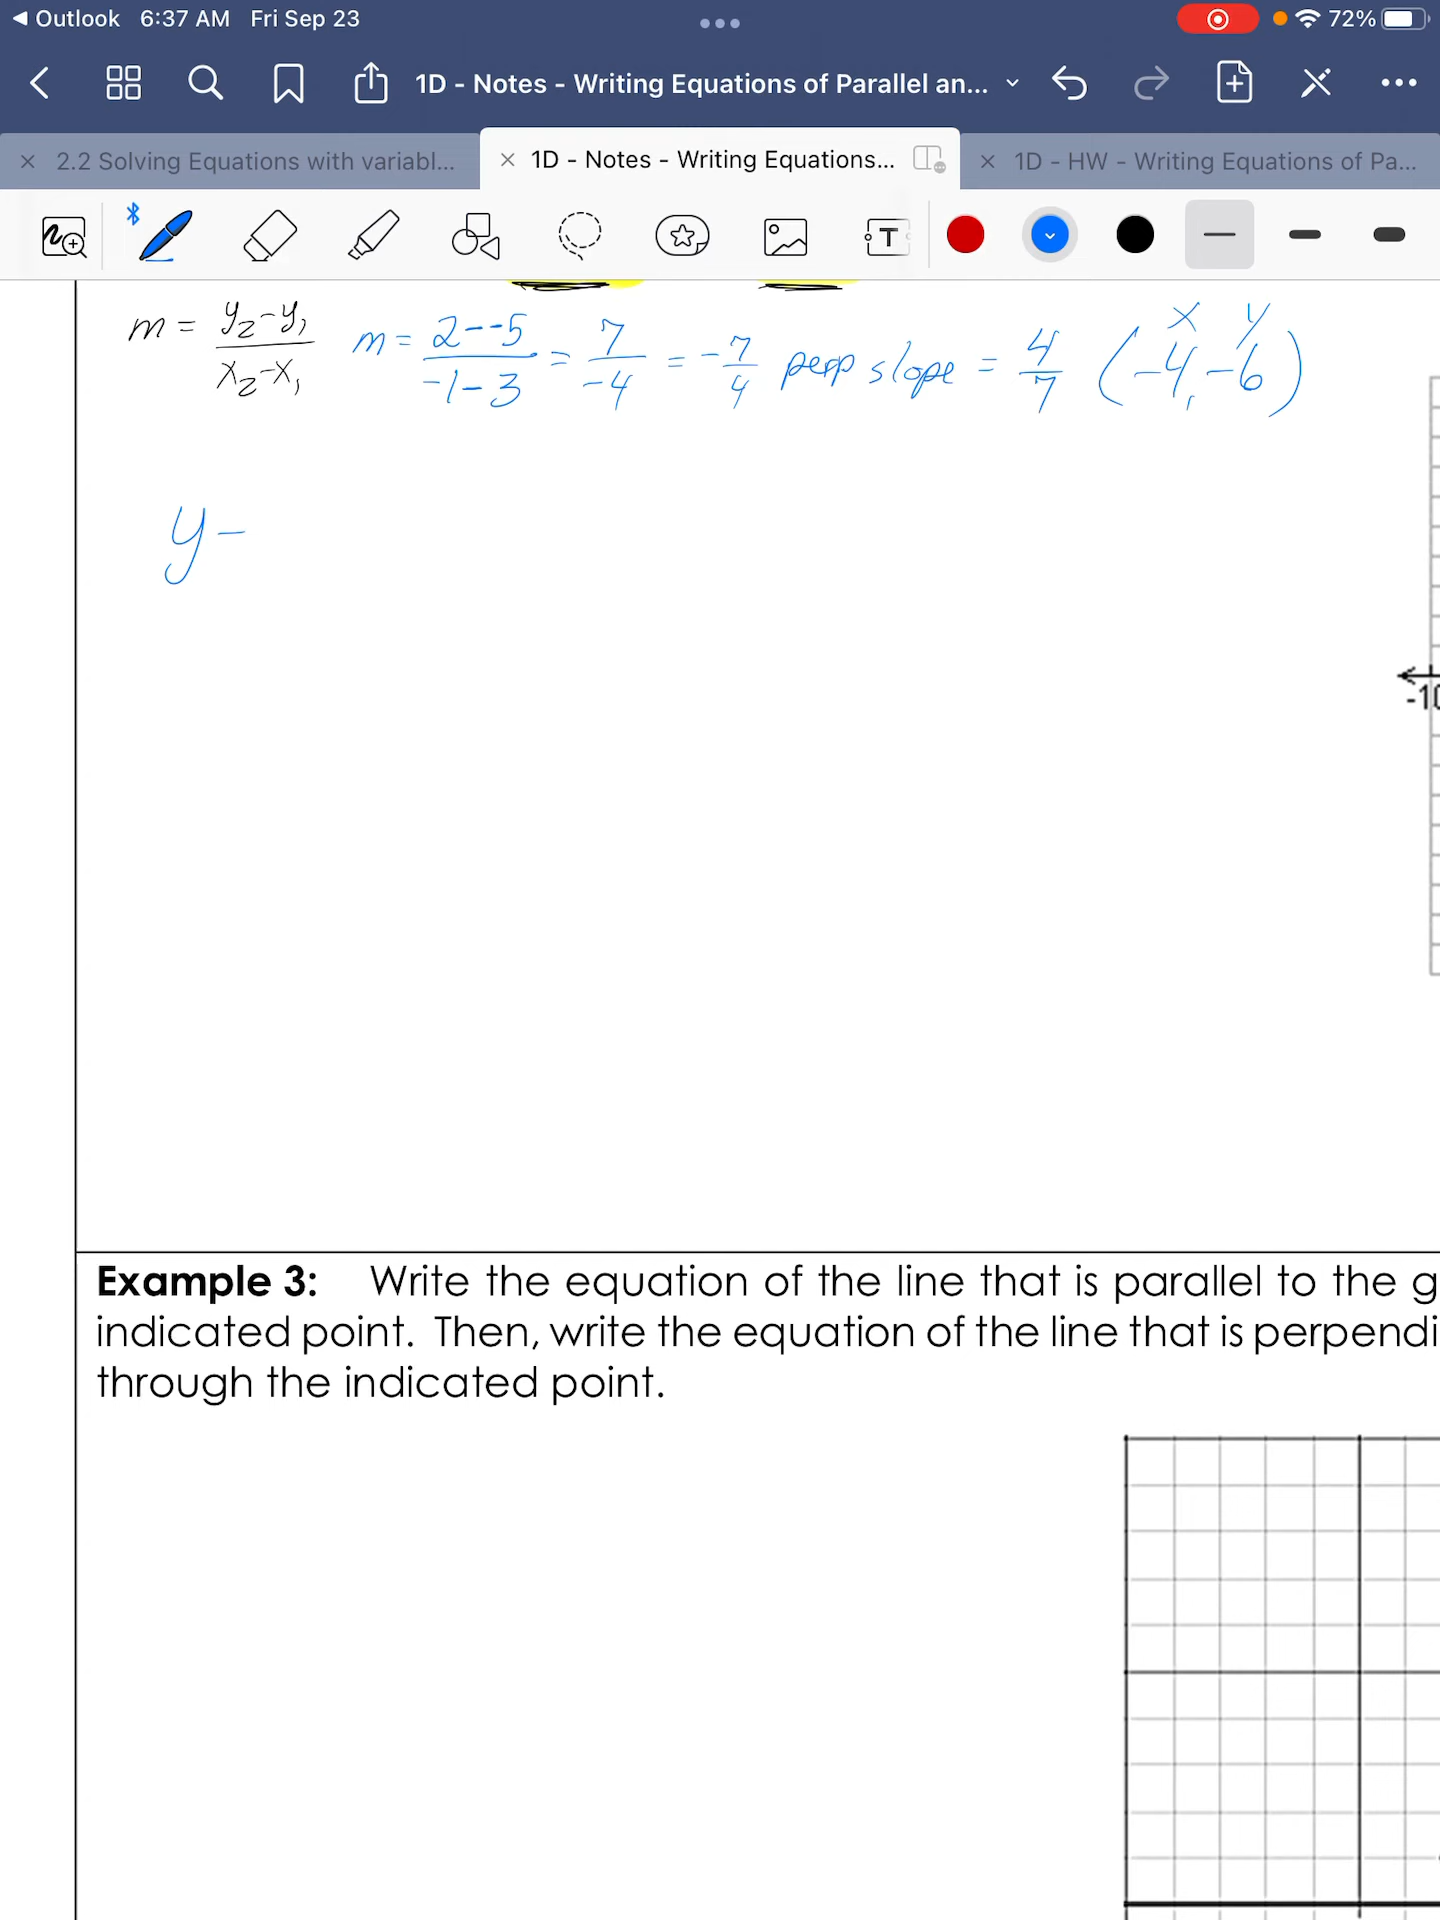 ◀ Outlook 6:37 AM Fri Sep 23 72%
1D - Notes - Writing Equations of Parallel an...
× 2.2 Solving Equations with variabl... × 1D - Notes - Writing Equations... × 1D - HW - Writing Equations of Pa...
T
m = y₂-y₁ / x₂-x₁ m = 2--5 / -1-3 = 7/-4 = -7/4 perp slope = 4/7 x y (-4, -6)
y-
-10
Example 3: Write the equation of the line that is parallel to the g
indicated point. Then, write the equation of the line that is perpendi
through the indicated point.